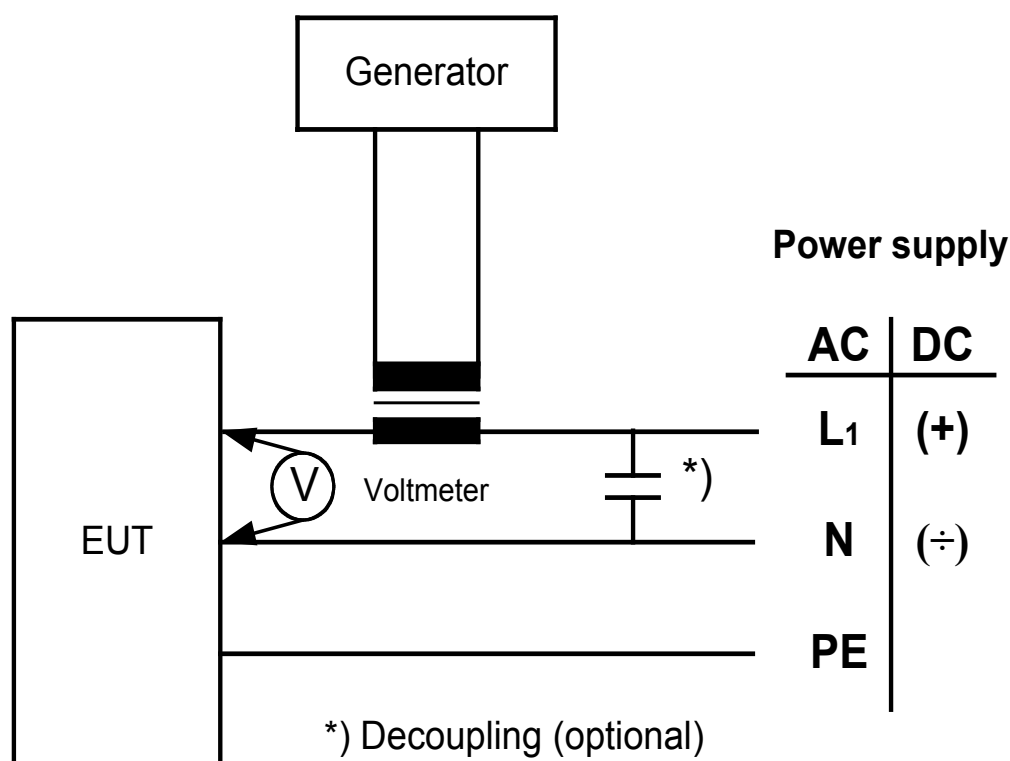 Generator
Power supply
AC DC
L1 (+)
V Voltmeter *)
EUT N (÷)
PE
*) Decoupling (optional)